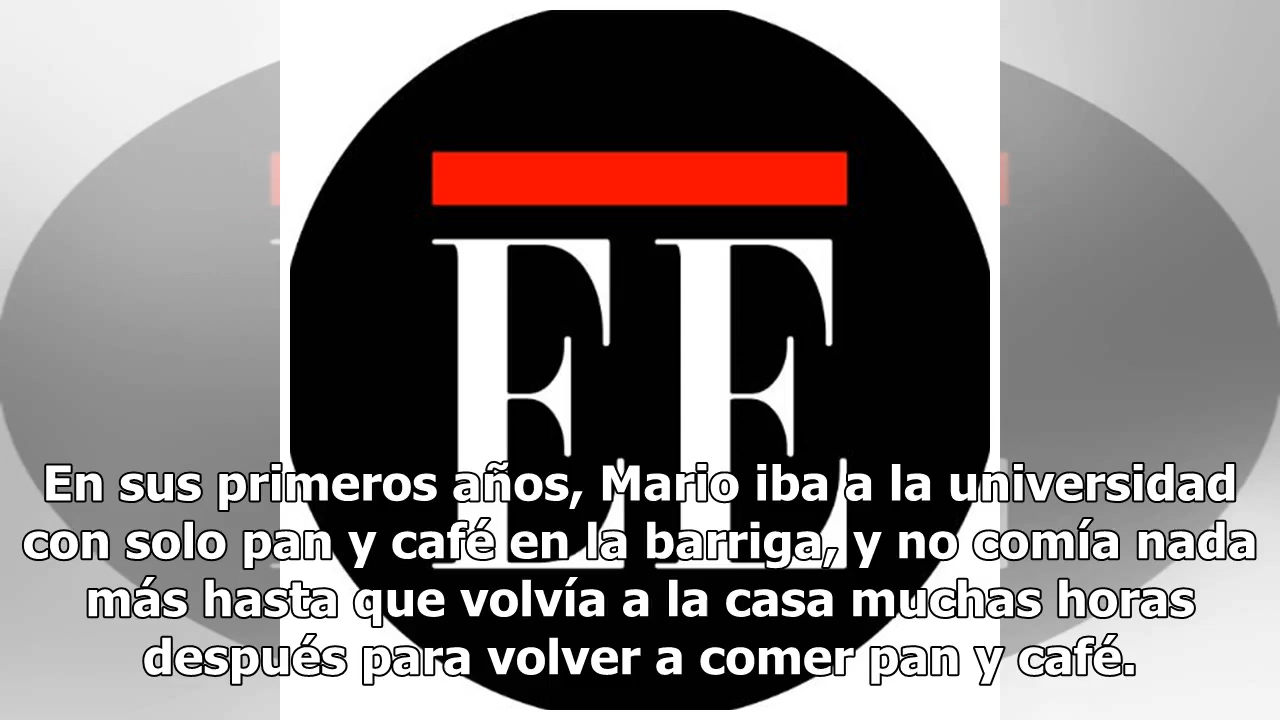 EE
En sus primeros años, Mario iba a la universidad
con solo pan y café en la barriga, y no comía nada
más hasta que volvía a la casa muchas horas
después para volver a comer pan y café.